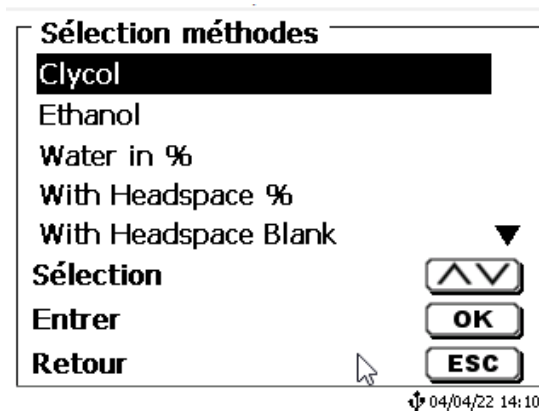 Sélection méthodes
Clycol
Ethanol
Water in %
With Headspace %
With Headspace Blank
Sélection
Entrer OK
Retour ESC
04/04/22 14:10